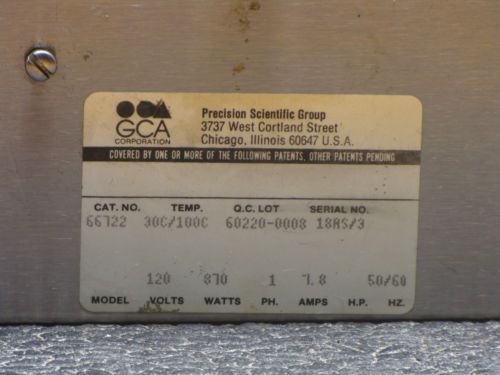 GCA
CORPORATION
Precision Scientific Group
3737 West Cortland Street
Chicago, Illinois 60647 U.S.A.
COVERED BY ONE OR MORE OF THE FOLLOWING PATENTS, OTHER PATENTS PENDING
CAT. NO. TEMP. Q.C. LOT SERIAL NO.
66722 30C/100C 60220-0008 18AS/3
120 870 1 7.8 50/60
MODEL VOLTS WATTS PH. AMPS H.P. HZ.